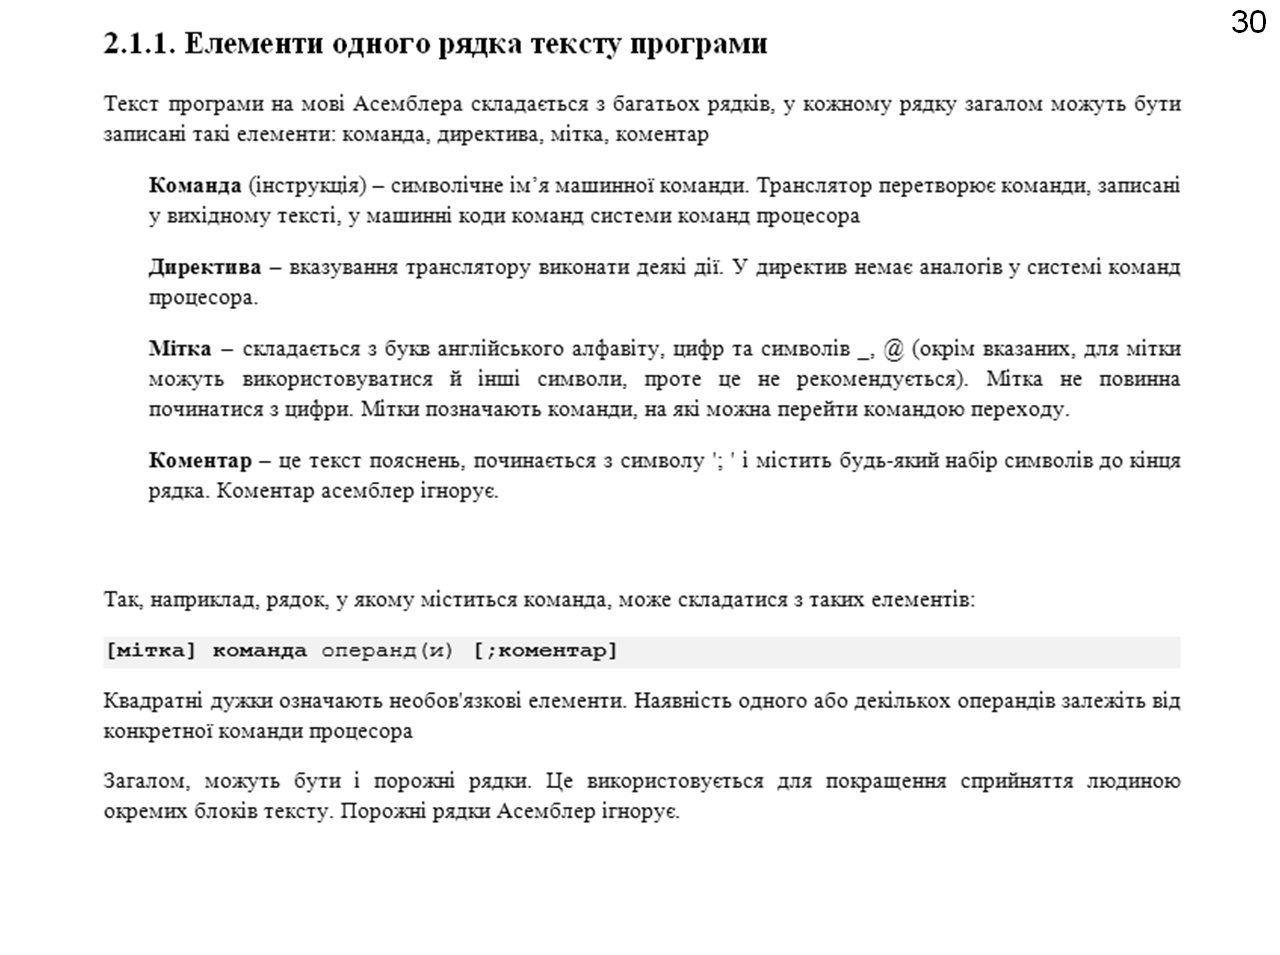 30
2.1.1. Елементи одного рядка тексту програми
Текст програми на мові Асемблера складається з багатьох рядків, у кожному рядку загалом можуть бути
записані такі елементи: команда, директива, мітка, коментар
Команда (інструкція) – символічне ім’я машинної команди. Транслятор перетворює команди, записані
у вихідному тексті, у машинні коди команд системи команд процесора
Директива – вказування транслятору виконати деякі дії. У директив немає аналогів у системі команд
процесора.
Мітка – складається з букв англійського алфавіту, цифр та символів _, @ (окрім вказаних, для мітки
можуть використовуватися й інші символи, проте це не рекомендується). Мітка не повинна
починатися з цифри. Мітки позначають команди, на які можна перейти командою переходу.
Коментар – це текст пояснень, починається з символу '; ' і містить будь-який набір символів до кінця
рядка. Коментар асемблер ігнорує.
Так, наприклад, рядок, у якому міститься команда, може складатися з таких елементів:
[мітка] команда операнд(и) [;коментар]
Квадратні дужки означають необов'язкові елементи. Наявність одного або декількох операндів залежіть від
конкретної команди процесора
Загалом, можуть бути і порожні рядки. Це використовується для покращення сприйняття людиною
окремих блоків тексту. Порожні рядки Асемблер ігнорує.